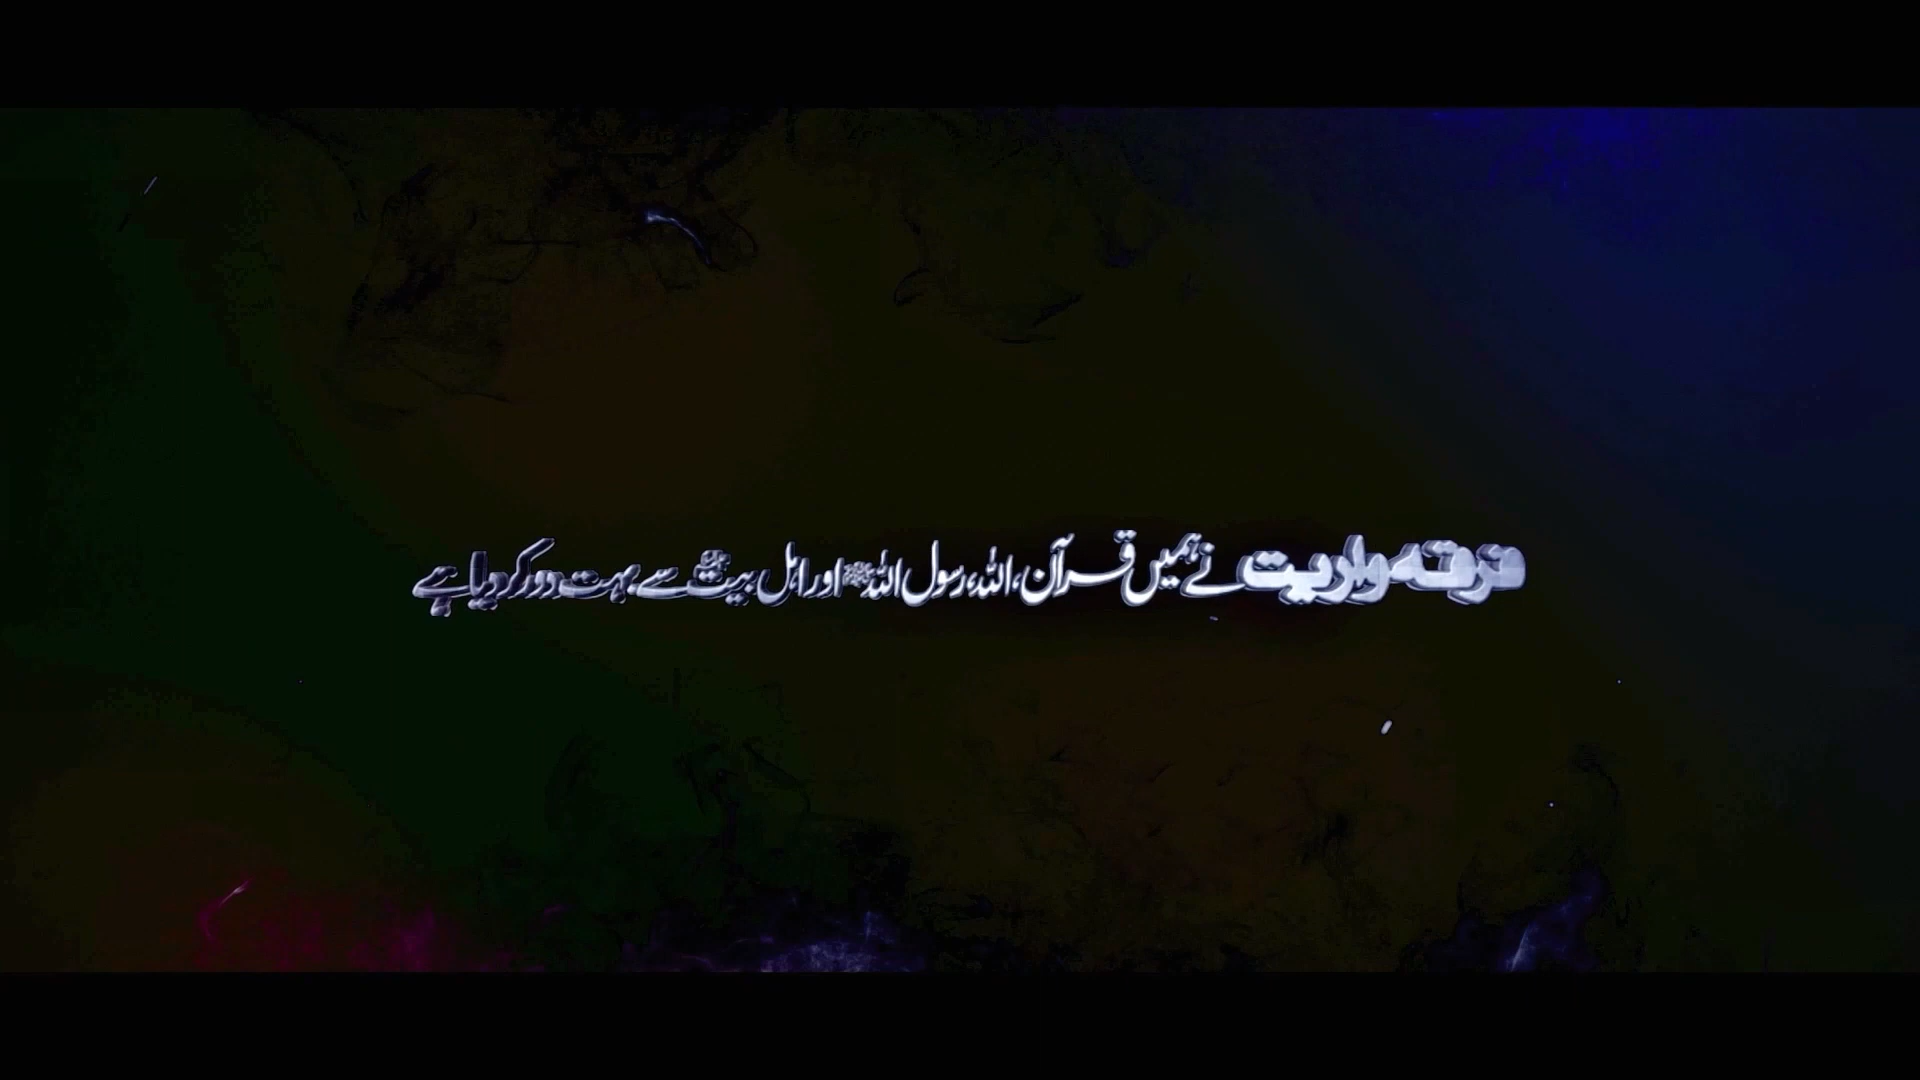 فرقہ واریت نے ہمیں قرآن، اللہ، رسول اللہ ﷺ اور اہل بیت سے بہت دور کر دیا ہے